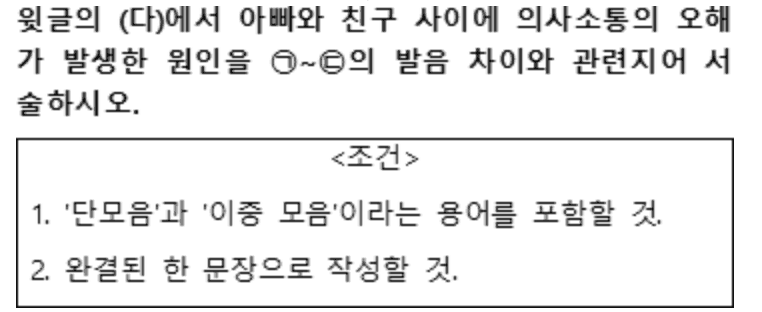 윗글의 (다)에서 아빠와 친구 사이에 의사소통의 오해
가 발생한 원인을 ㉠~㉢의 발음 차이와 관련지어 서
술하시오.
<조건>
1. '단모음'과 '이중 모음'이라는 용어를 포함할 것.
2. 완결된 한 문장으로 작성할 것.